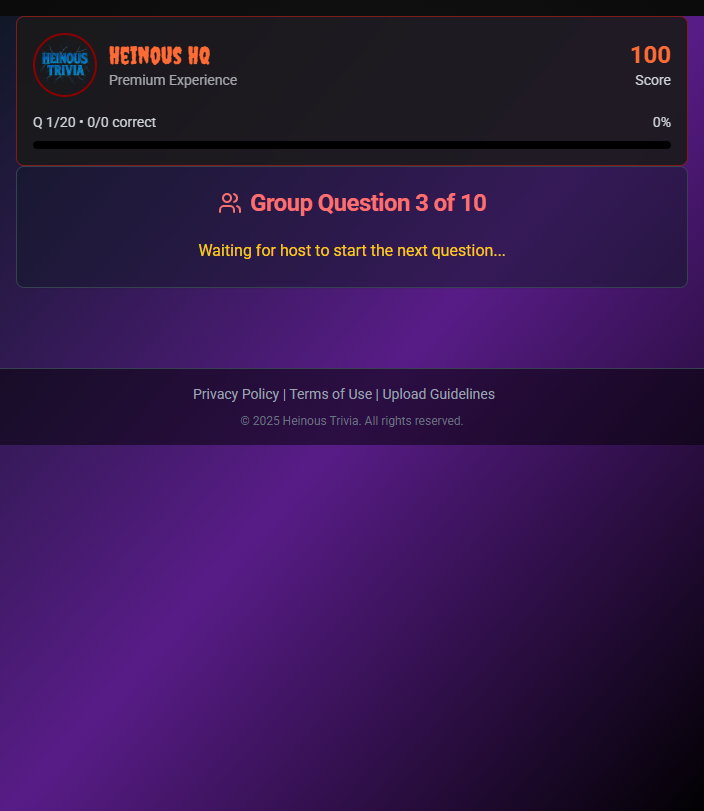 HEINOUS
TRIVIA
HEINOUS HQ
Premium Experience
100
Score
Q 1/20 • 0/0 correct
0%
Group Question 3 of 10
Waiting for host to start the next question...
Privacy Policy | Terms of Use | Upload Guidelines
© 2025 Heinous Trivia. All rights reserved.